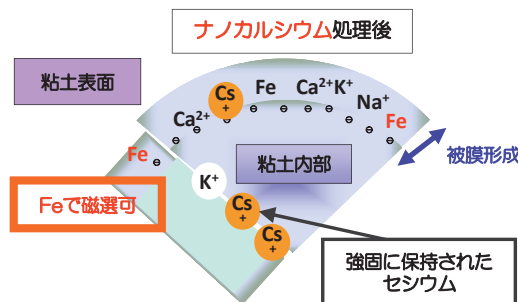 ナノカルシウム処理後
粘土表面
Cs
+
Fe
Ca²⁺K⁺
Ca²⁺
Na⁺
Fe
Fe
被膜形成
粘土内部
K⁺
Feで磁選可
Cs
+
Cs
+
強固に保持された
セシウム